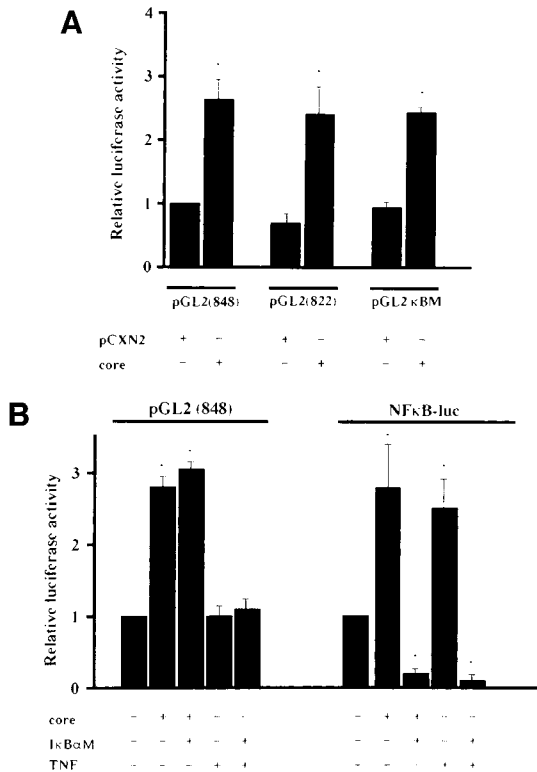 A
Relative luciferase activity
4
3
2
1
0
pGL2(848) pGL2(822) pGL2 κBM
pCXN2 + − + − + −
core − + − + − +
B
pGL2 (848) NFκB-luc
Relative luciferase activity
3
2
1
0
core − + + − − − + + − −
IκBαM − − + − + − − + − +
TNF − − − + + − − − + +